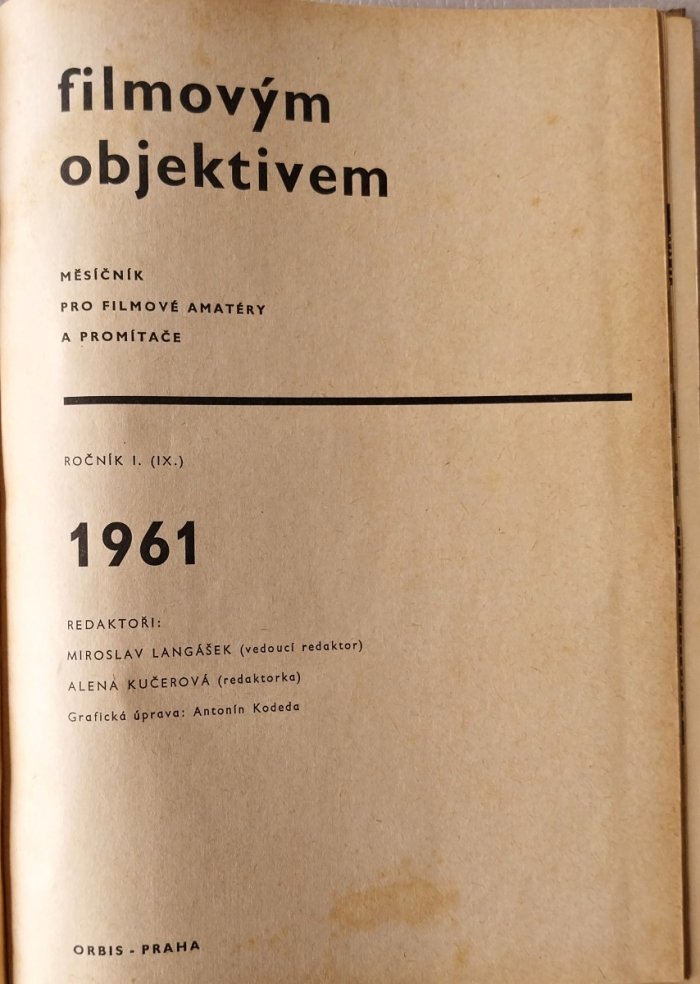 filmovým
objektivem
MĚSÍČNÍK
PRO FILMOVÉ AMATÉRY
A PROMÍTAČE
ROČNÍK I. (IX.)
1961
REDAKTOŘI:
MIROSLAV LANGÁŠEK (vedoucí redaktor)
ALENA KUČEROVÁ (redaktorka)
Grafická úprava: Antonín Kodeda
ORBIS - PRAHA